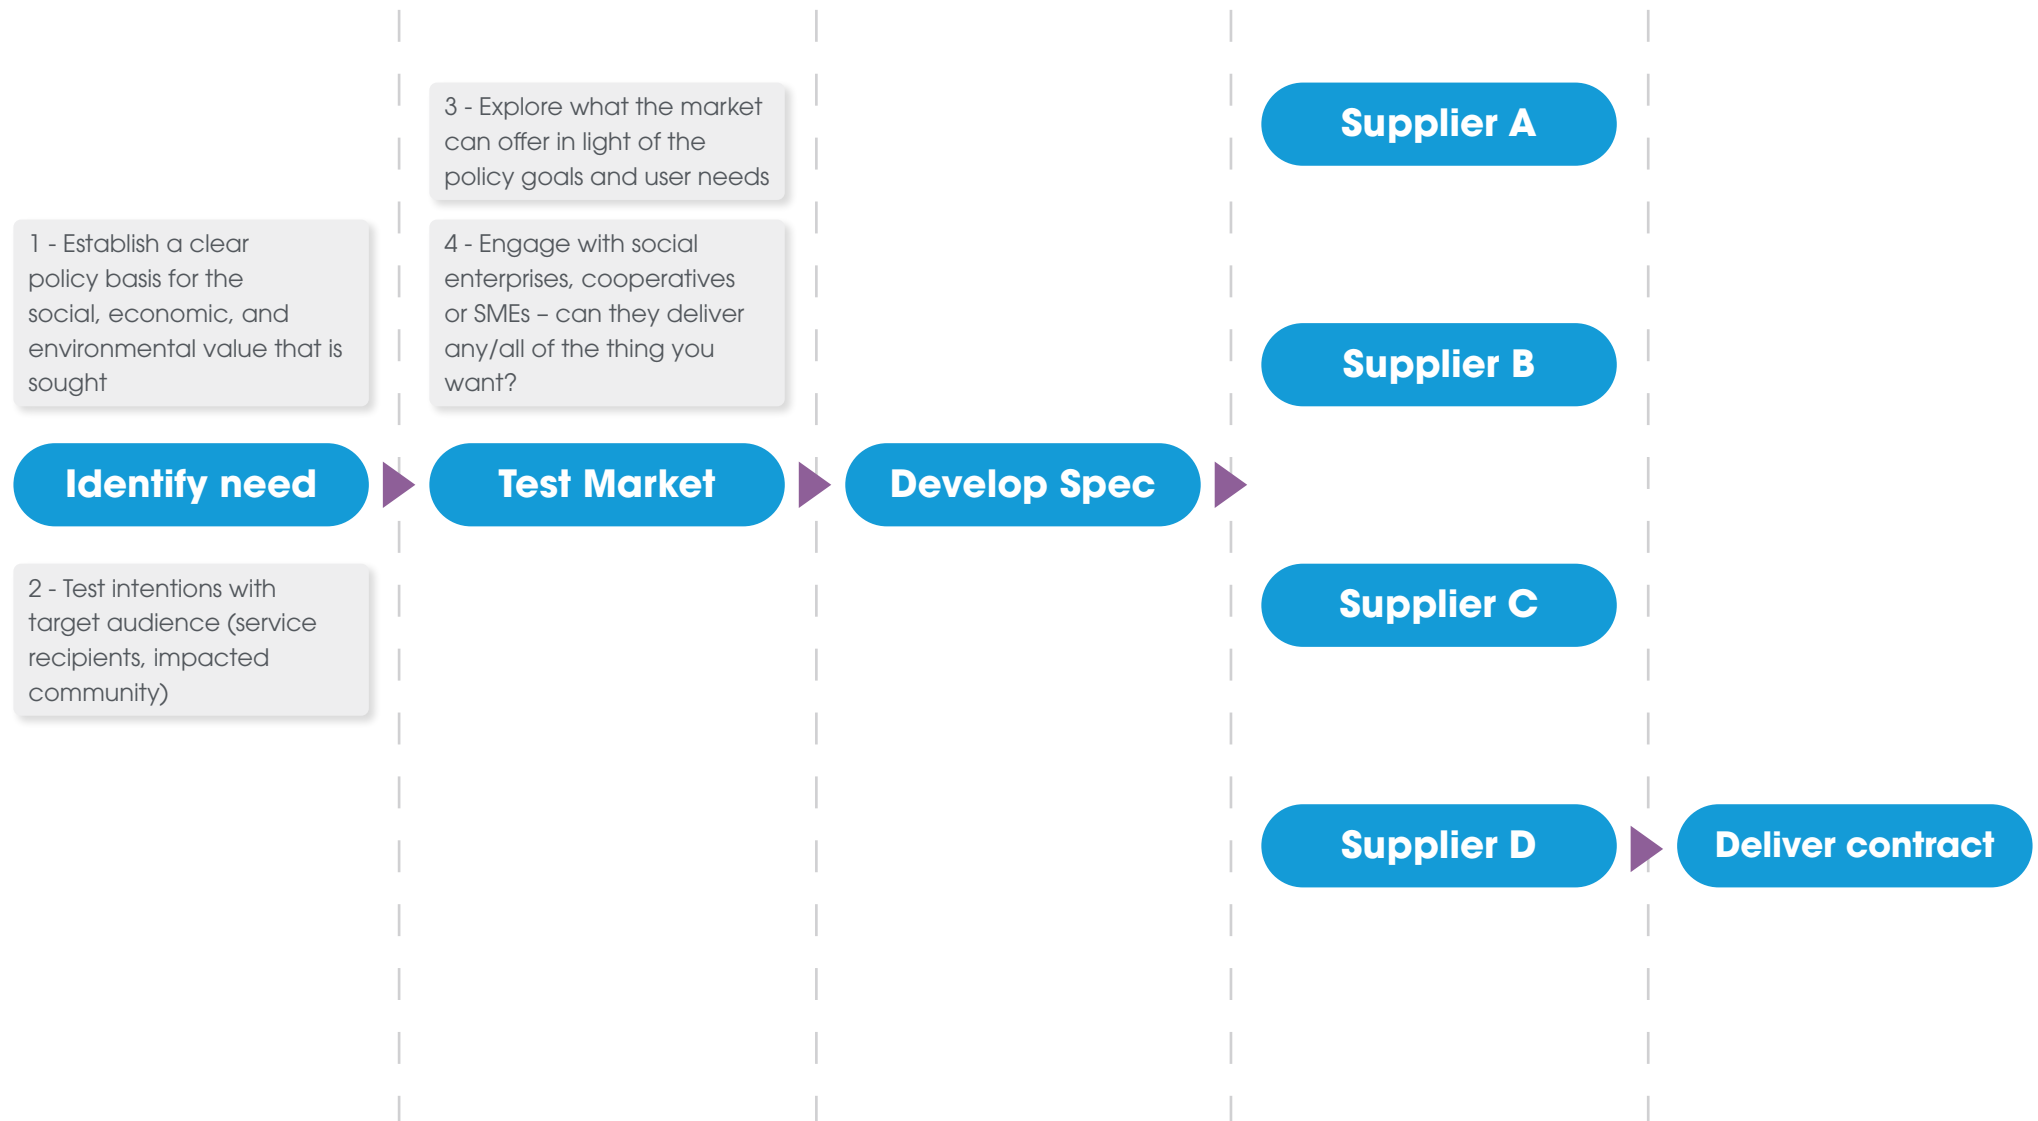 1 - Establish a clear
policy basis for the
social, economic, and
environmental value that is
sought
Identify need
2 - Test intentions with
target audience (service
recipients, impacted
community)
3 - Explore what the market
can offer in light of the
policy goals and user needs
4 - Engage with social
enterprises, cooperatives
or SMEs – can they deliver
any/all of the thing you
want?
Test Market
Develop Spec
Supplier A
Supplier B
Supplier C
Supplier D
Deliver contract